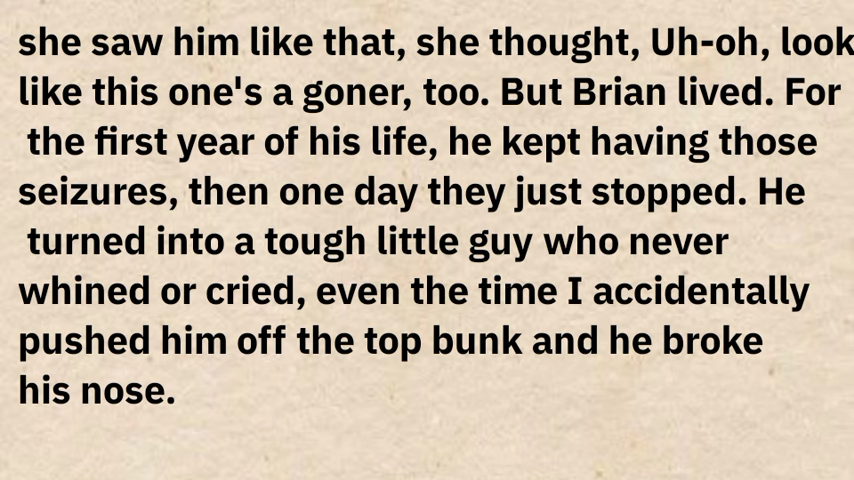 she saw him like that, she thought, Uh-oh, look
like this one's a goner, too. But Brian lived. For
the first year of his life, he kept having those
seizures, then one day they just stopped. He
turned into a tough little guy who never
whined or cried, even the time I accidentally
pushed him off the top bunk and he broke
his nose.